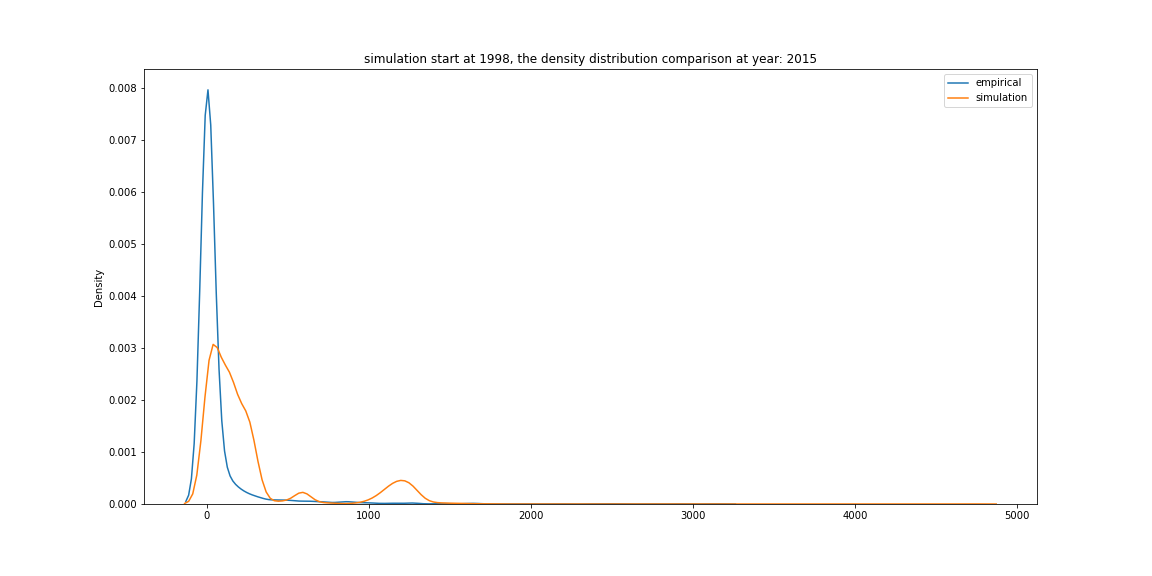 simulation start at 1998, the density distribution comparison at year: 2015
empirical
simulation
Density
0.008
0.007
0.006
0.005
0.004
0.003
0.002
0.001
0.000
0 1000 2000 3000 4000 5000